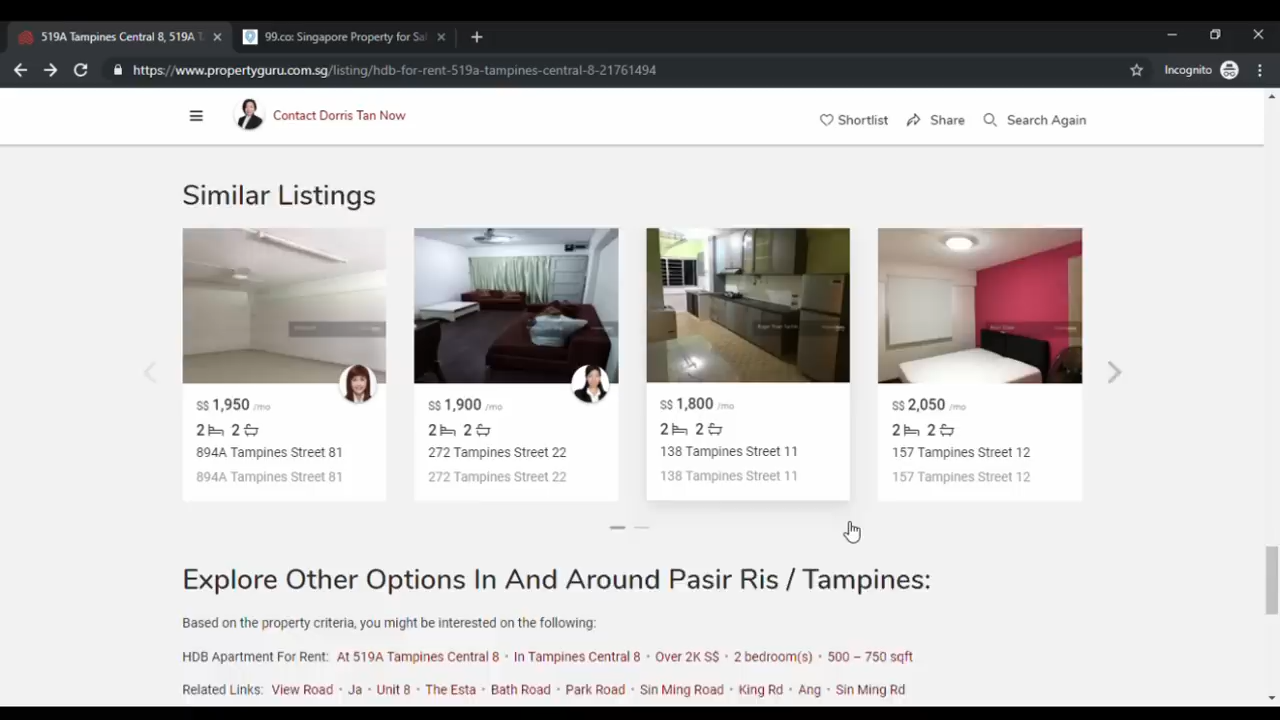 519A Tampines Central 8, 519A T
99.co: Singapore Property for Sal
https://www.propertyguru.com.sg/listing/hdb-for-rent-519a-tampines-central-8-21761494
Incognito
Contact Dorris Tan Now
Shortlist
Share
Search Again
Similar Listings
S$ 1,950 /mo
2 2
894A Tampines Street 81
894A Tampines Street 81
S$ 1,900 /mo
2 2
272 Tampines Street 22
272 Tampines Street 22
S$ 1,800 /mo
2 2
138 Tampines Street 11
138 Tampines Street 11
S$ 2,050 /mo
2 2
157 Tampines Street 12
157 Tampines Street 12
Explore Other Options In And Around Pasir Ris / Tampines:
Based on the property criteria, you might be interested on the following:
HDB Apartment For Rent: At 519A Tampines Central 8 • In Tampines Central 8 • Over 2K S$ • 2 bedroom(s) • 500 – 750 sqft
Related Links: View Road • Ja • Unit 8 • The Esta • Bath Road • Park Road • Sin Ming Road • King Rd • Ang • Sin Ming Rd